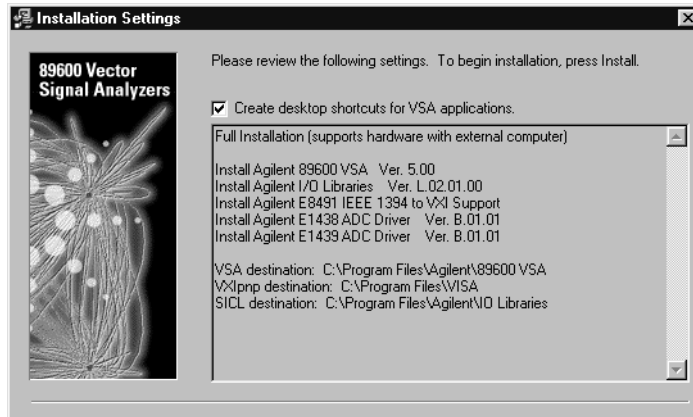 Installation Settings
89600 Vector
Signal Analyzers
Please review the following settings. To begin installation, press Install.
Create desktop shortcuts for VSA applications.
Full Installation (supports hardware with external computer)
Install Agilent 89600 VSA Ver. 5.00
Install Agilent I/O Libraries Ver. L.02.01.00
Install Agilent E8491 IEEE 1394 to VXI Support
Install Agilent E1438 ADC Driver Ver. B.01.01
Install Agilent E1439 ADC Driver Ver. B.01.01
VSA destination: C:\Program Files\Agilent\89600 VSA
VXIpnp destination: C:\Program Files\VISA
SICL destination: C:\Program Files\Agilent\IO Libraries